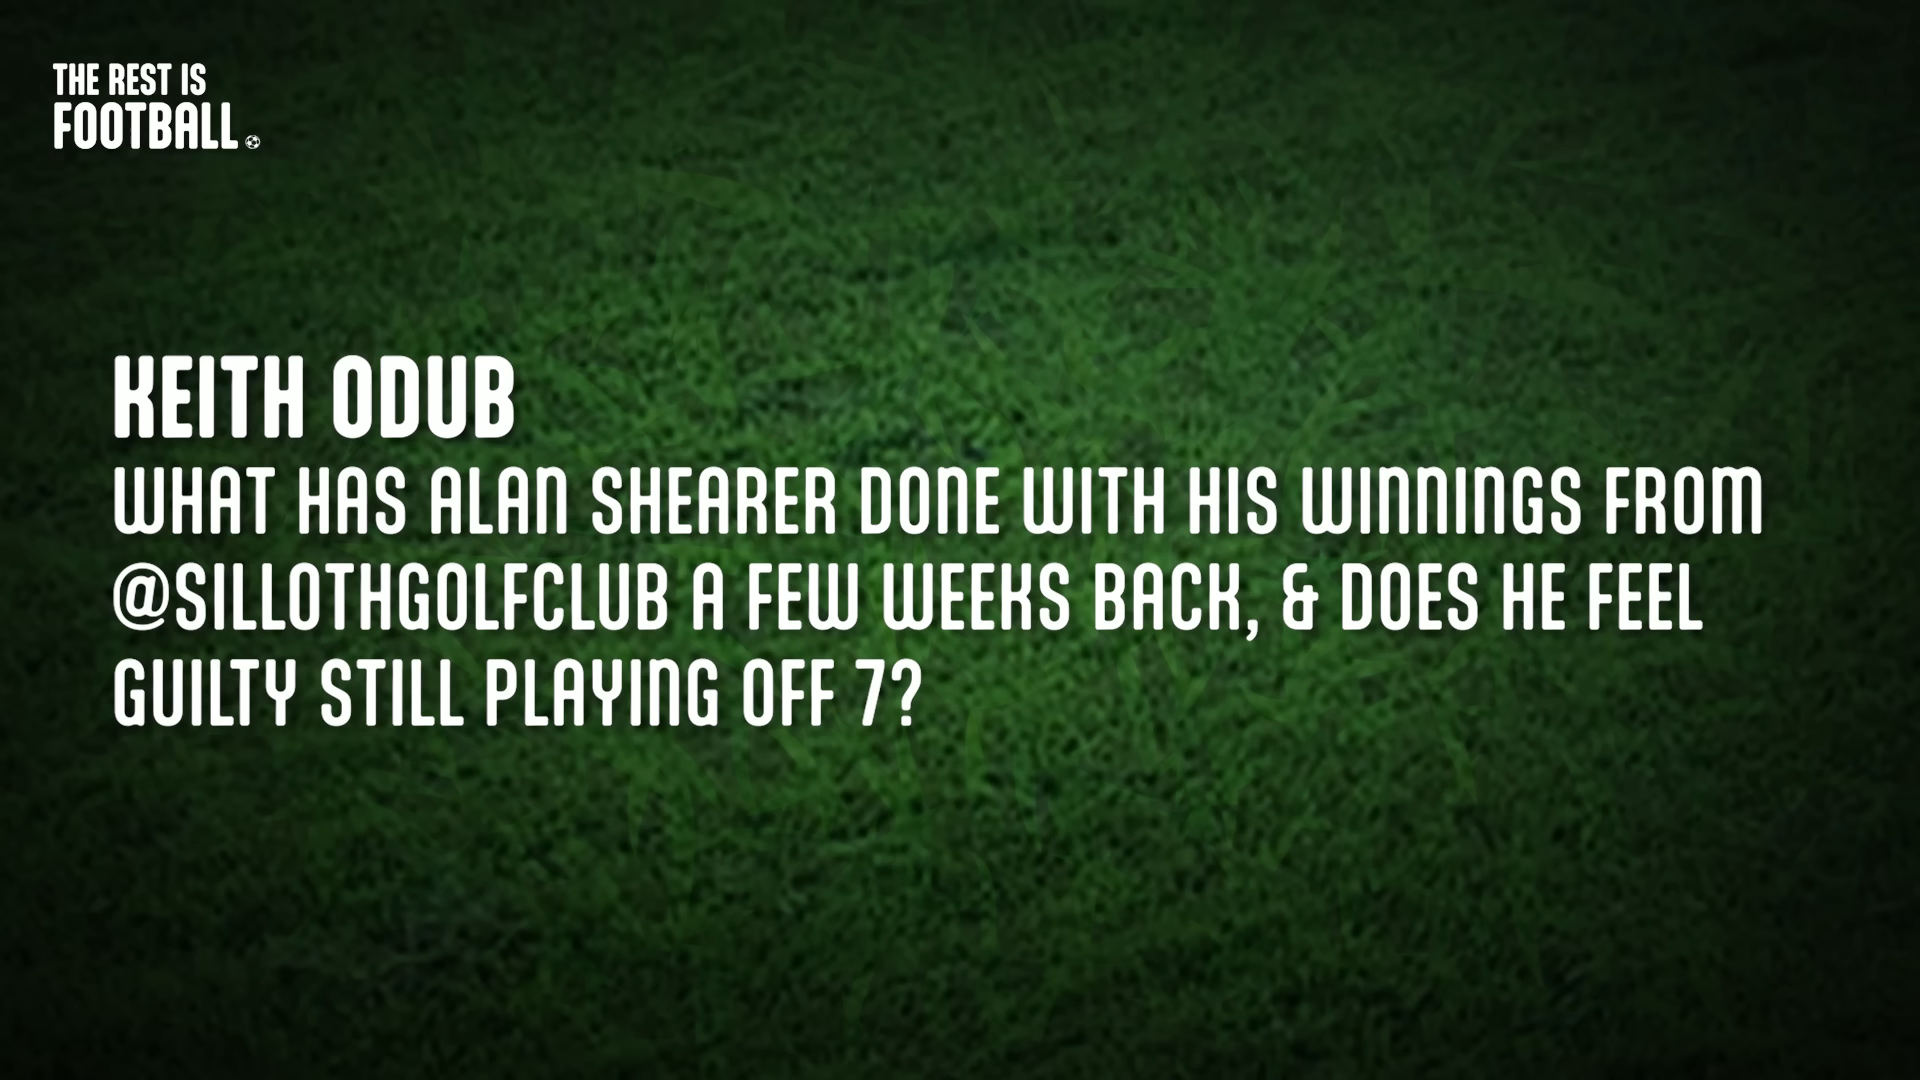 THE REST IS
FOOTBALL
KEITH ODUB
WHAT HAS ALAN SHEARER DONE WITH HIS WINNINGS FROM
@SILLOTHGOLFCLUB A FEW WEEKS BACK, & DOES HE FEEL
GUILTY STILL PLAYING OFF 7?